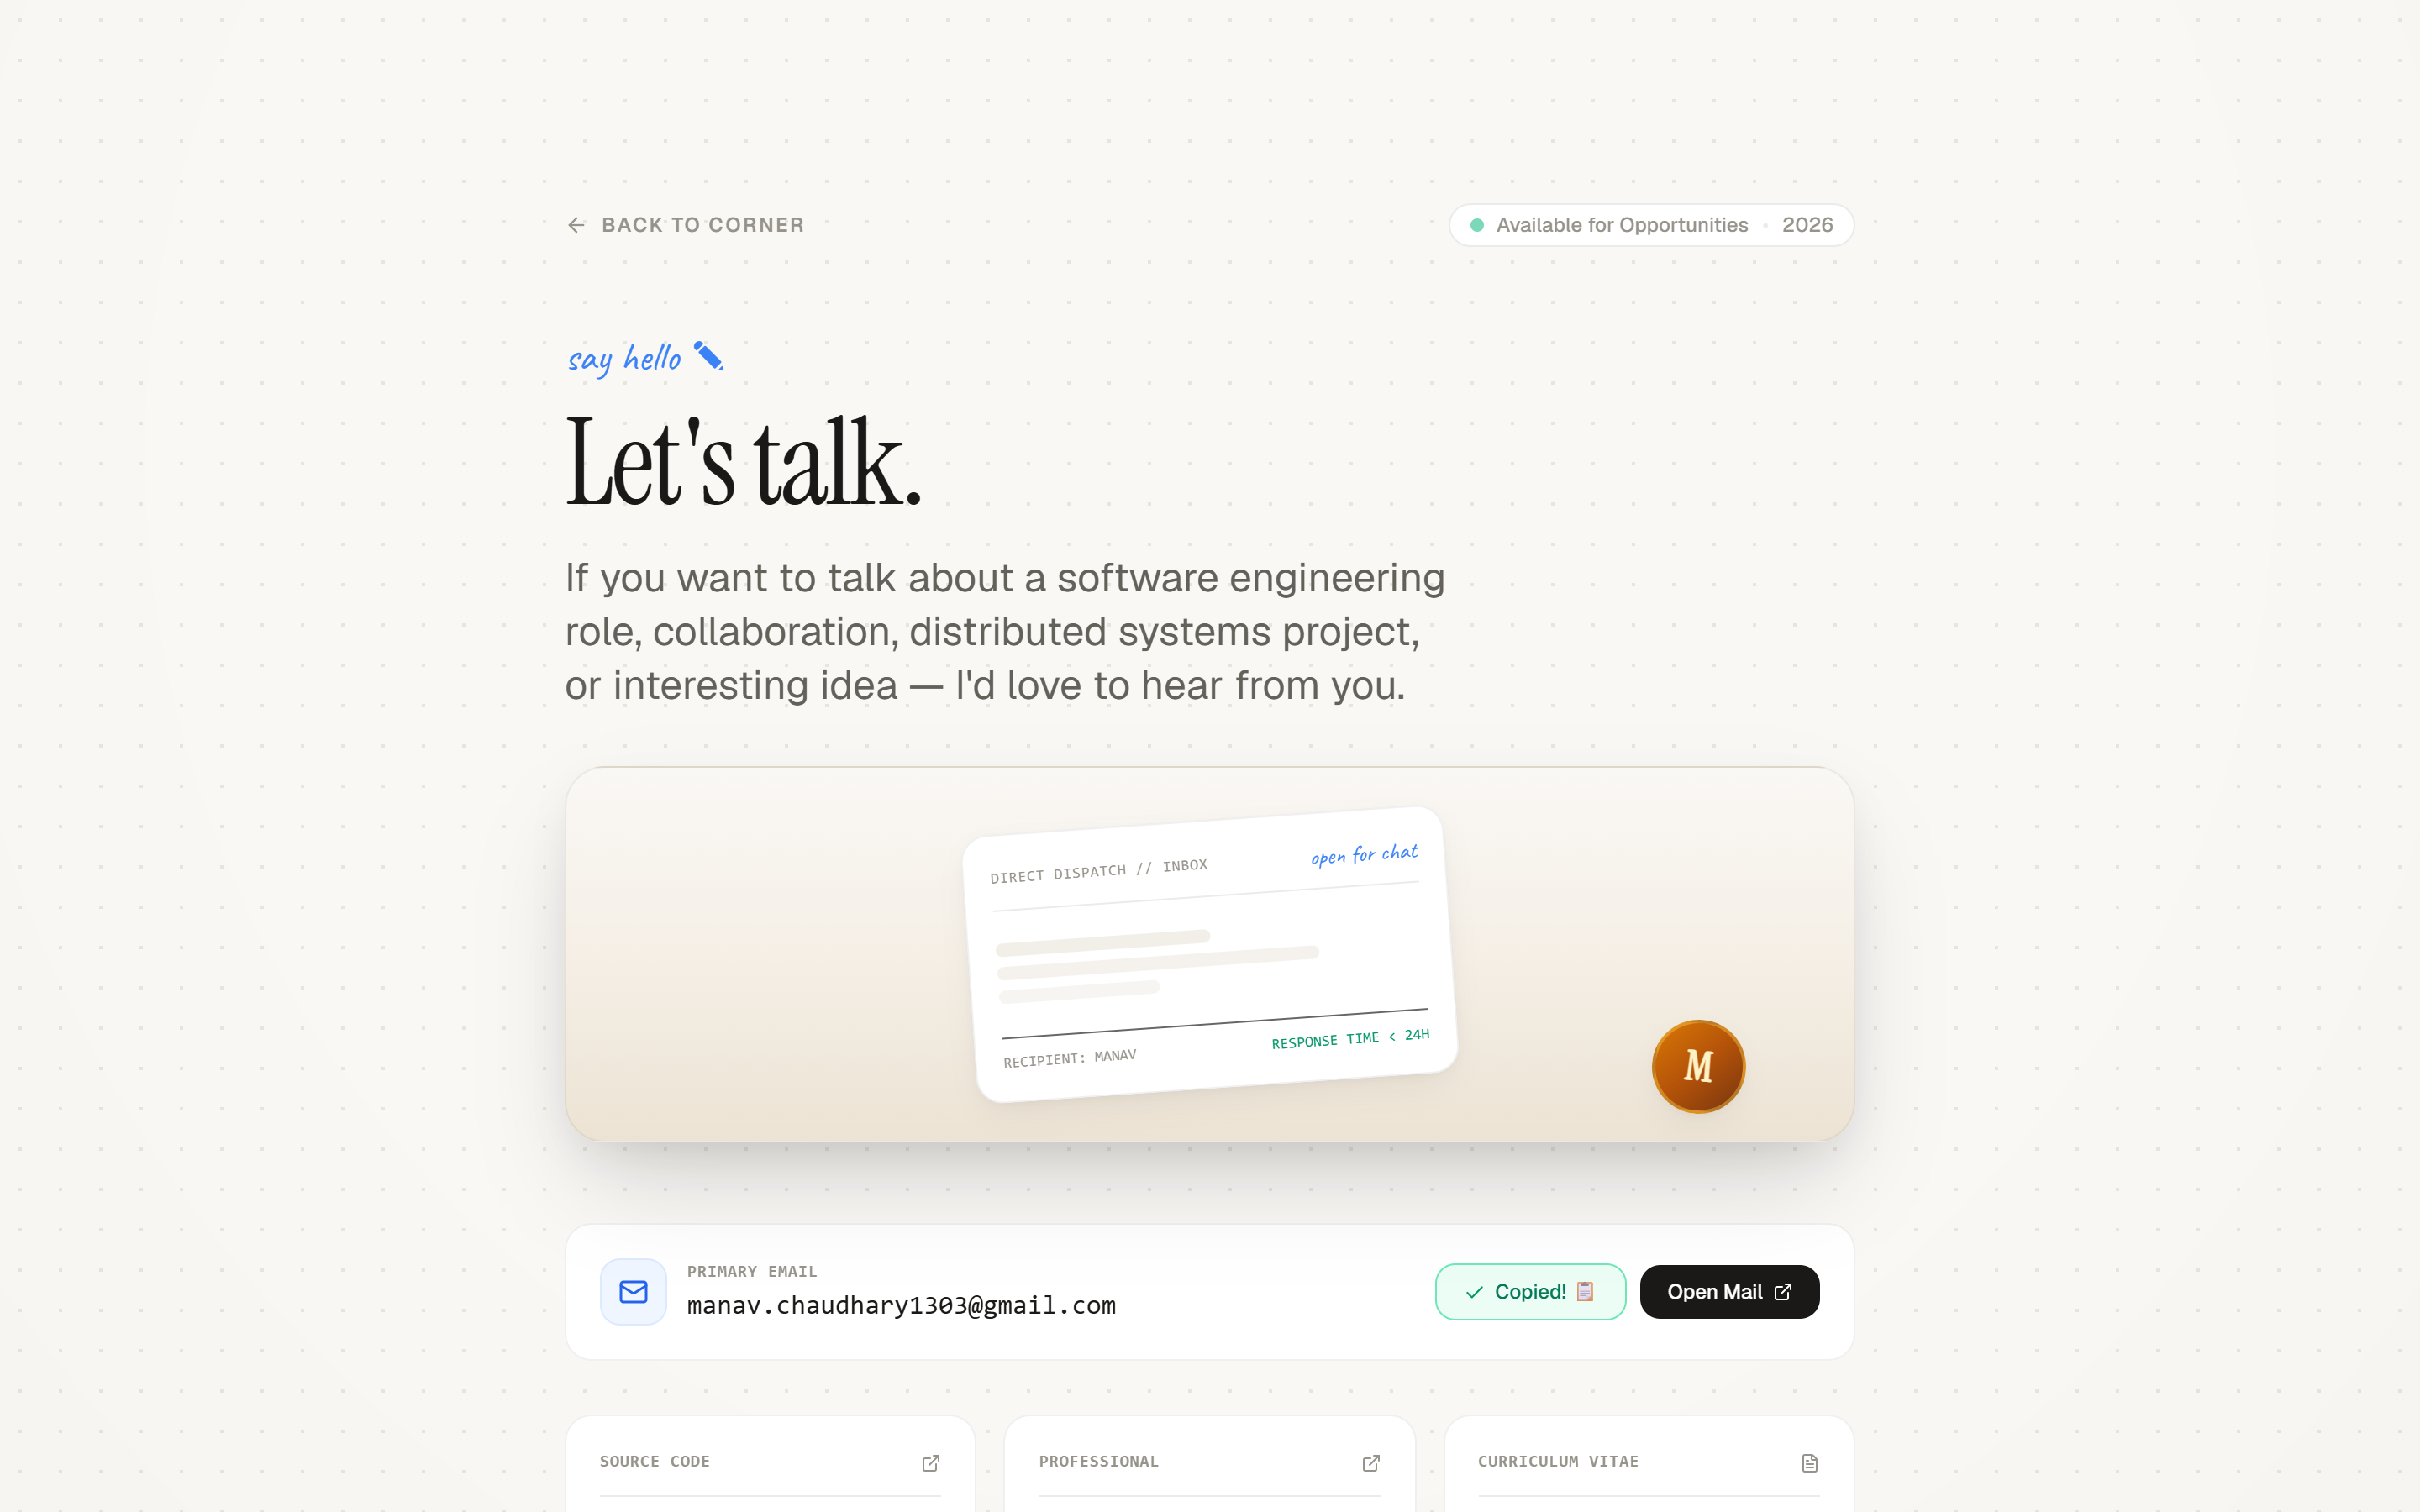 BACK TO CORNER
Available for Opportunities • 2026
say hello
Let's talk.
If you want to talk about a software engineering
role, collaboration, distributed systems project,
or interesting idea — I'd love to hear from you.
DIRECT DISPATCH // INBOX
open for chat
RECIPIENT: MANAV
RESPONSE TIME < 24H
M
PRIMARY EMAIL
manav.chaudhary1303@gmail.com
Copied!
Open Mail
SOURCE CODE
PROFESSIONAL
CURRICULUM VITAE